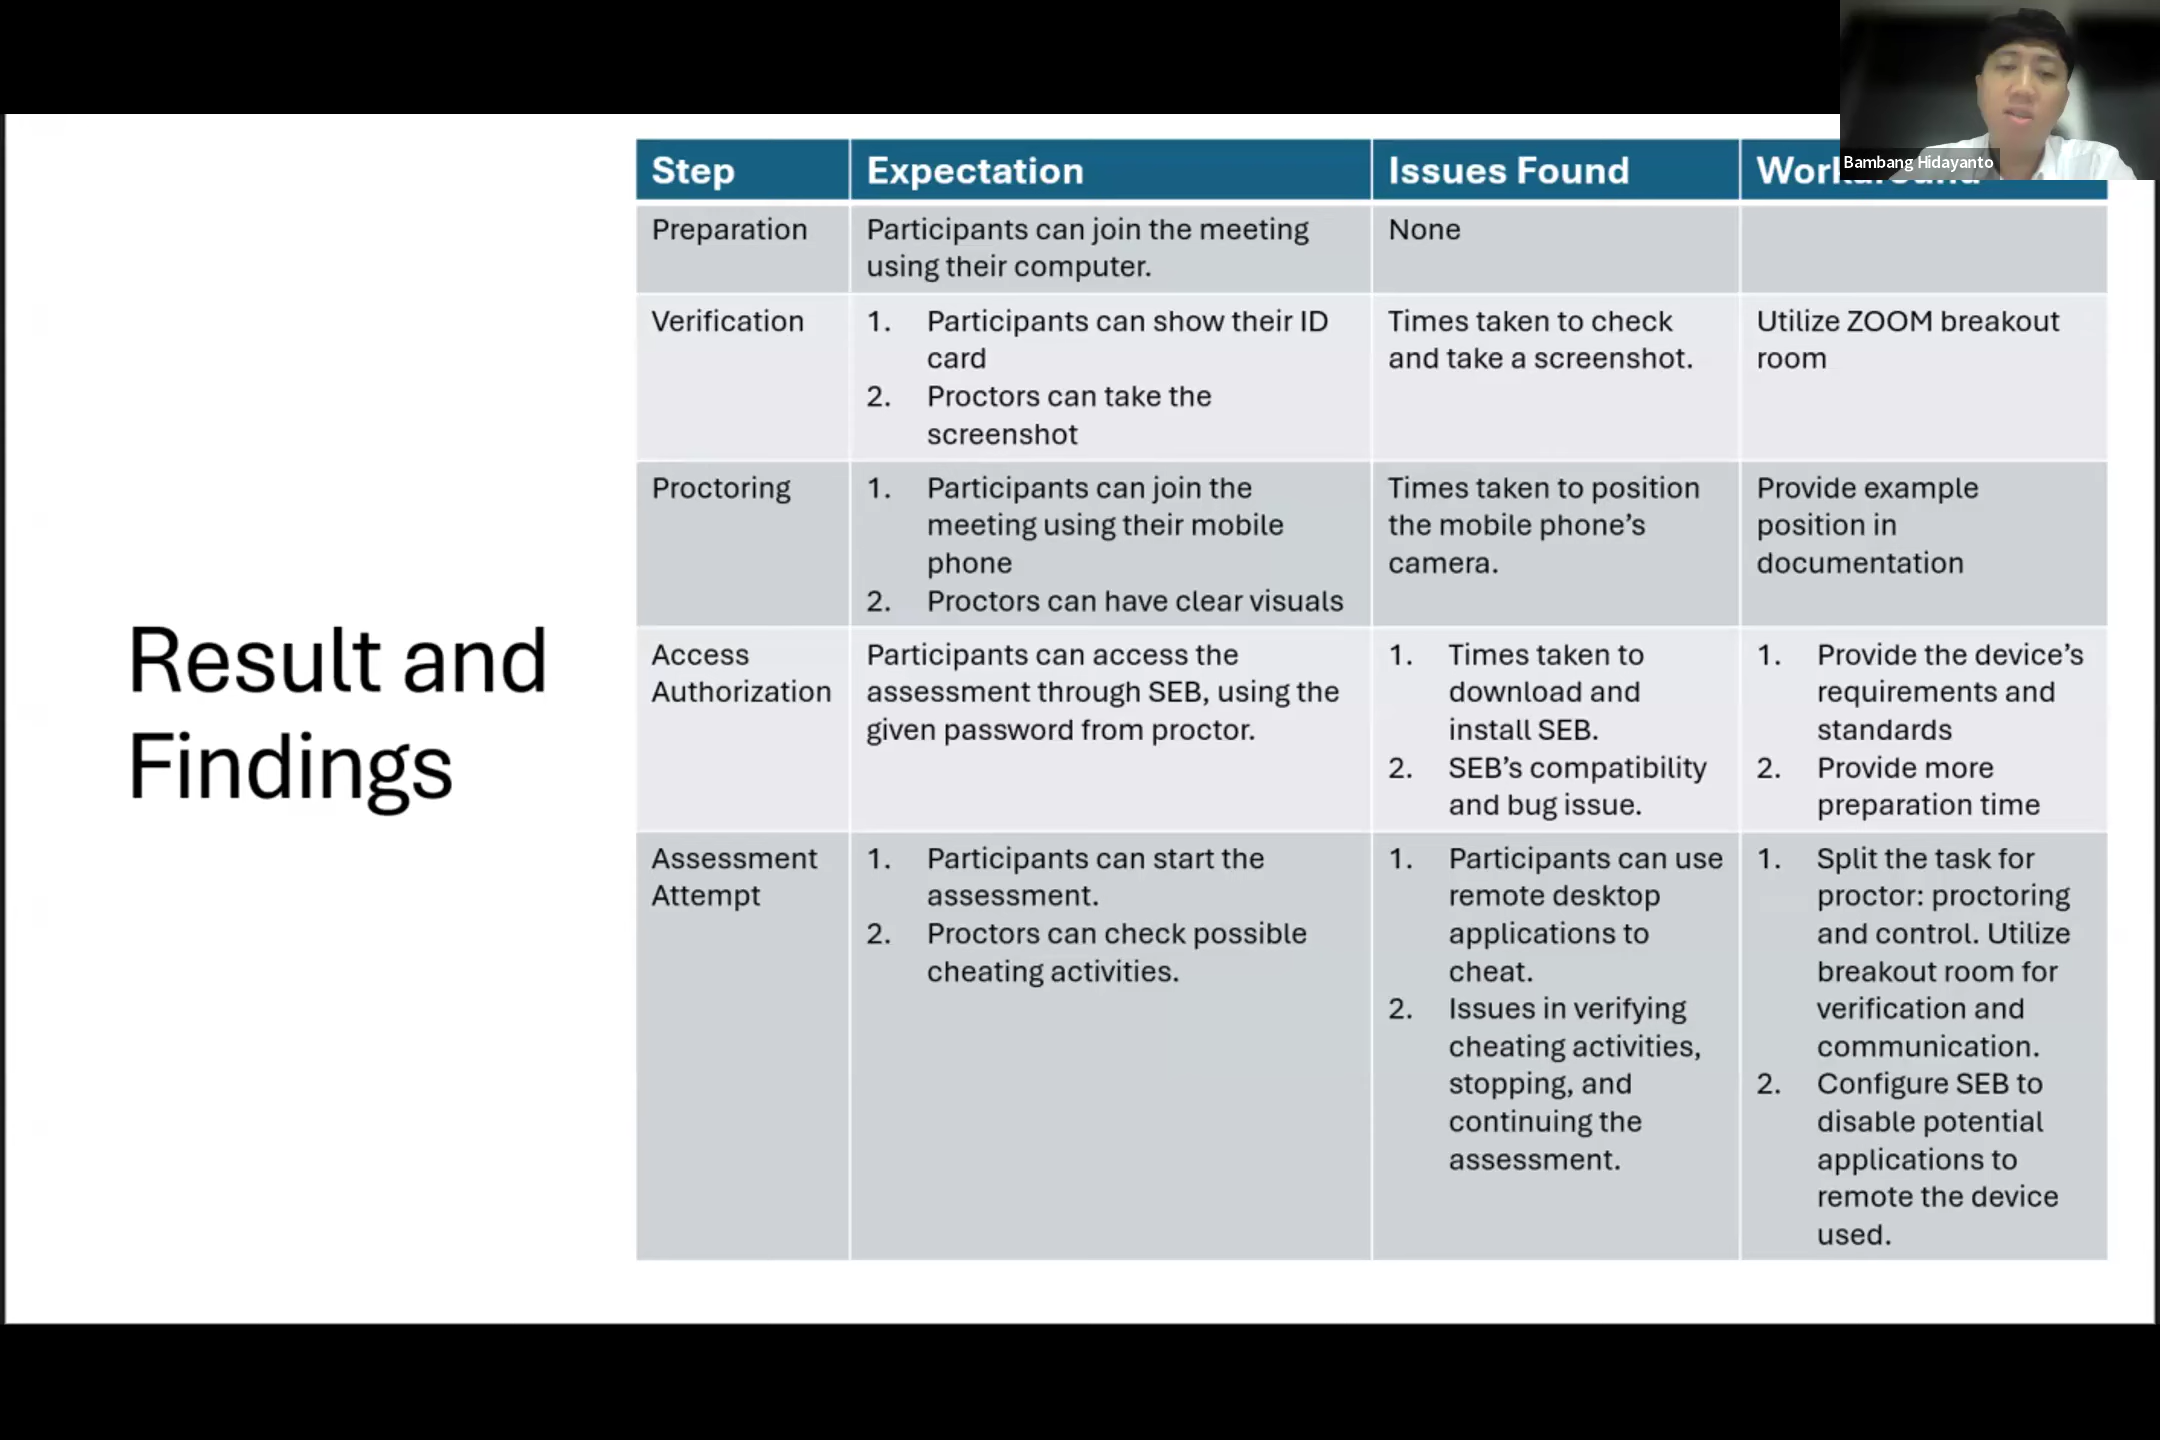 Bambang Hidayanto
Result and
Findings
Step
Expectation
Issues Found
Workaround
Preparation
Participants can join the meeting
using their computer.
None
Verification
1. Participants can show their ID
card
2. Proctors can take the
screenshot
Times taken to check
and take a screenshot.
Utilize ZOOM breakout
room
Proctoring
1. Participants can join the
meeting using their mobile
phone
2. Proctors can have clear visuals
Times taken to position
the mobile phone’s
camera.
Provide example
position in
documentation
Access
Authorization
Participants can access the
assessment through SEB, using the
given password from proctor.
1. Times taken to
download and
install SEB.
2. SEB’s compatibility
and bug issue.
1. Provide the device’s
requirements and
standards
2. Provide more
preparation time
Assessment
Attempt
1. Participants can start the
assessment.
2. Proctors can check possible
cheating activities.
1. Participants can use
remote desktop
applications to
cheat.
2. Issues in verifying
cheating activities,
stopping, and
continuing the
assessment.
1. Split the task for
proctor: proctoring
and control. Utilize
breakout room for
verification and
communication.
2. Configure SEB to
disable potential
applications to
remote the device
used.